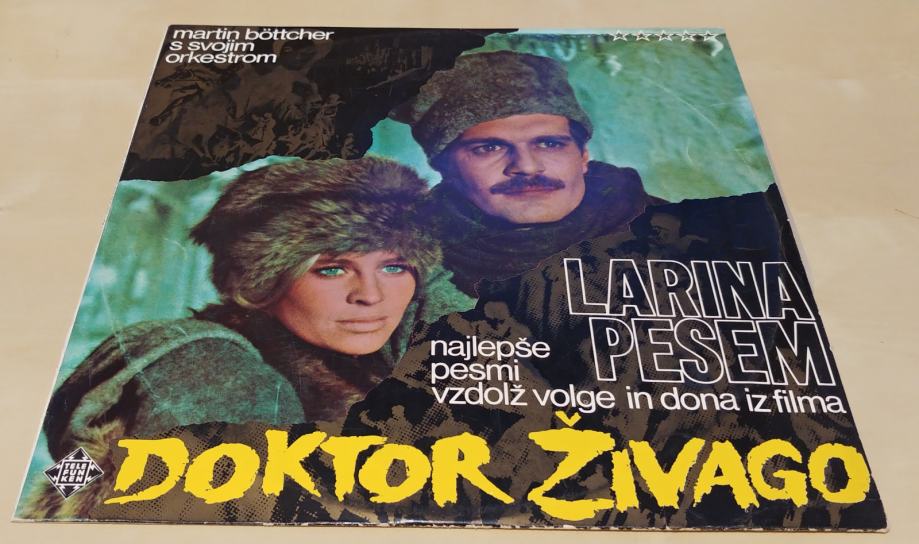 martin böttcher
s svojim
orkestrom
LARINA
PESEM
najlepše
pesmi
vzdolž volge in dona iz filma
DOKTOR ŽIVAGO
TELE
FUN
KEN